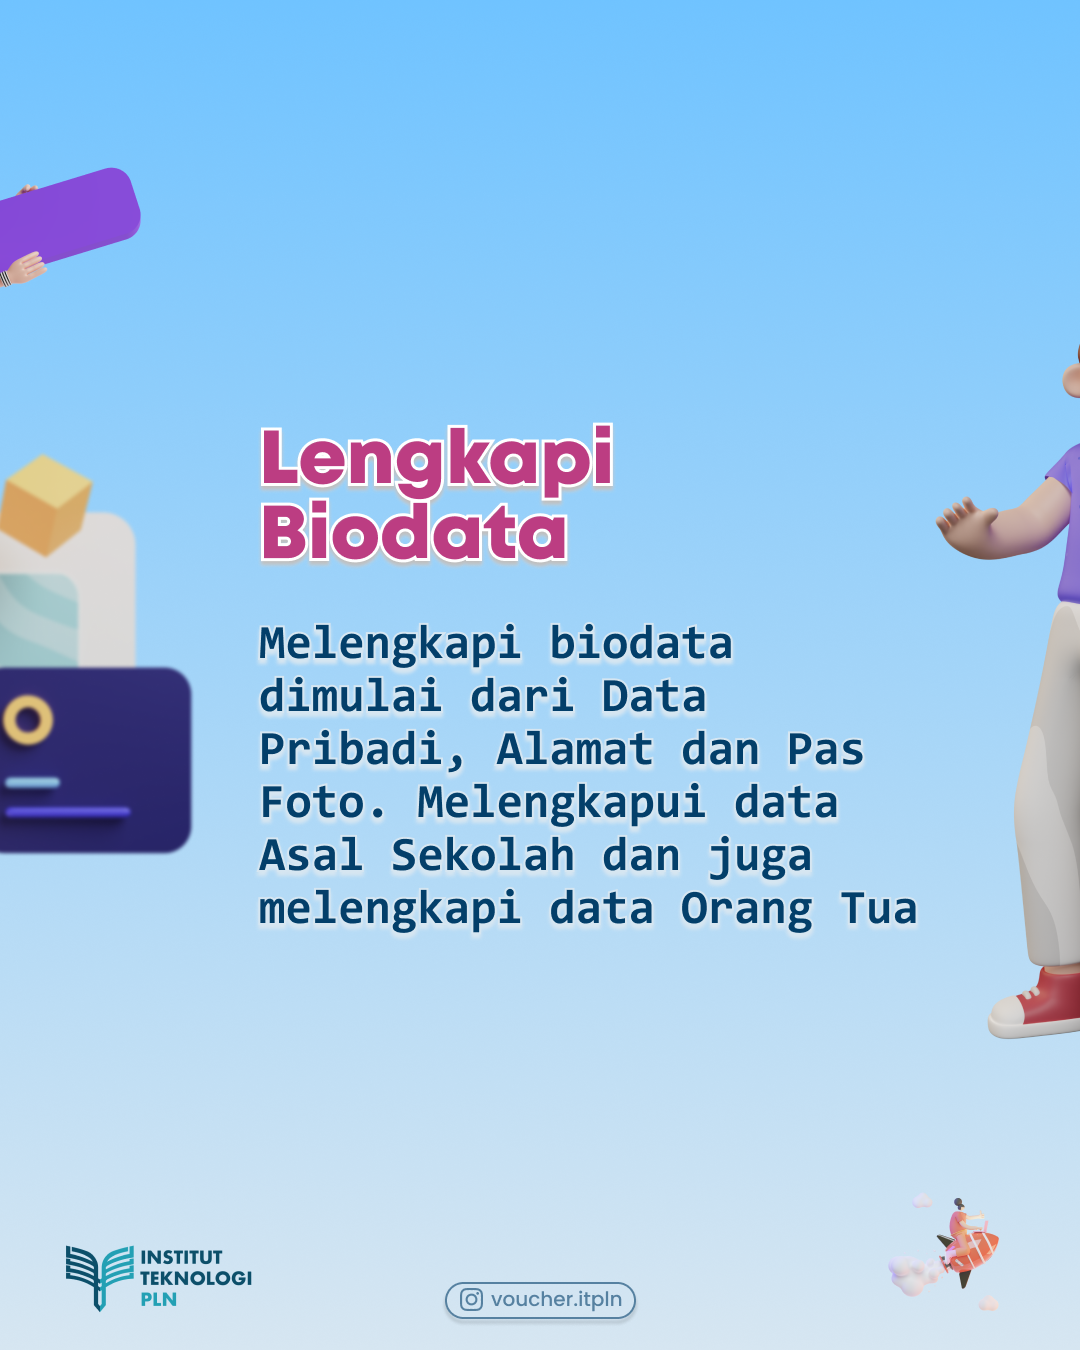 Lengkapi
Biodata
Melengkapi biodata
dimulai dari Data
Pribadi, Alamat dan Pas
Foto. Melengkapui data
Asal Sekolah dan juga
melengkapi data Orang Tua
INSTITUT
TEKNOLOGI
PLN
voucher.itpln